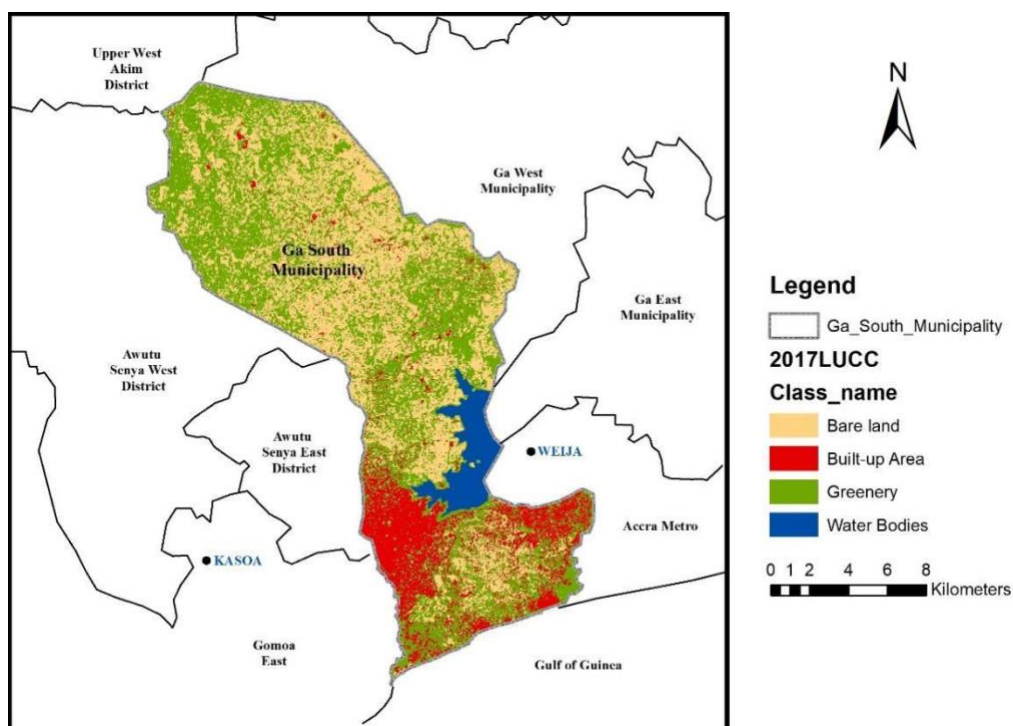 Upper West
Akim
District
Ga West
Municipality
Ga South
Municipality
Ga East
Municipality
Awutu
Senya West
District
Awutu
Senya East
District
WEIJA
Accra Metro
KASOA
Gomoa
East
Gulf of Guinea
N
Legend
Ga_South_Municipality
2017LUCC
Class_name
Bare land
Built-up Area
Greenery
Water Bodies
0 1 2 4 6 8
Kilometers